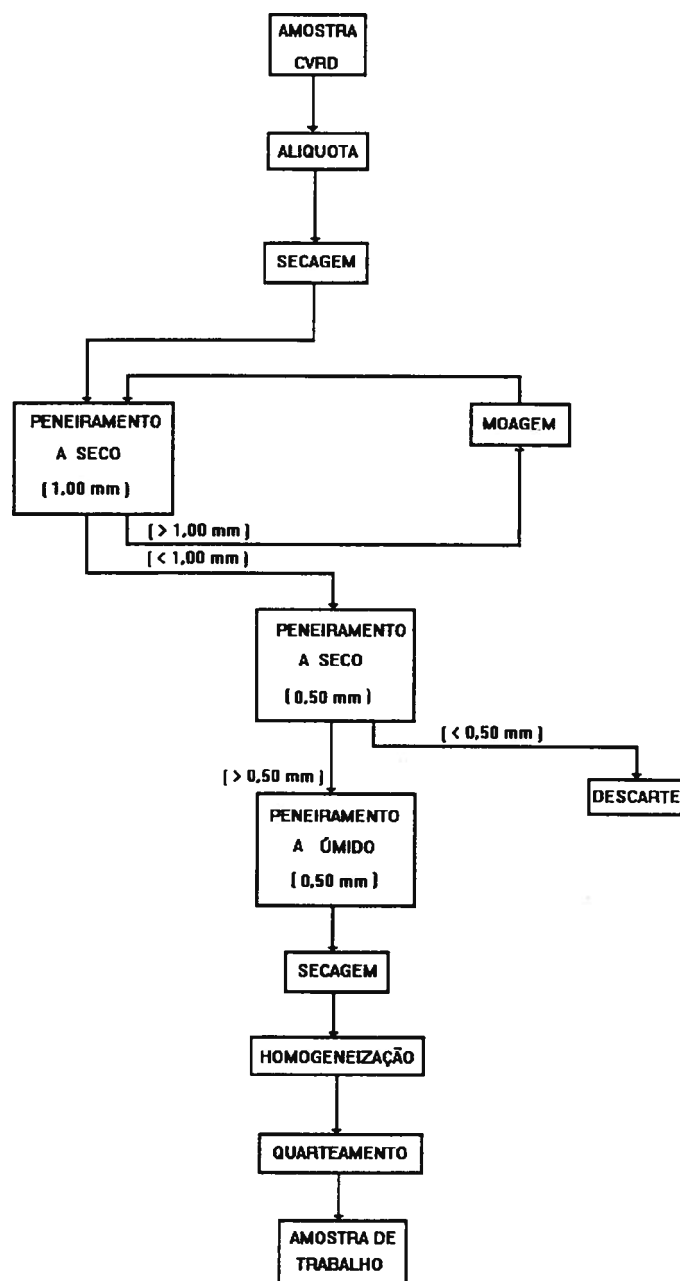 AMOSTRA
CVRD
ALIQUOTA
SECAGEM
PENEIRAMENTO
A SECO
( 1,00 mm )
MOAGEM
( > 1,00 mm )
( < 1,00 mm )
PENEIRAMENTO
A SECO
( 0,50 mm )
( < 0,50 mm )
( > 0,50 mm )
DESCARTE
PENEIRAMENTO
A ÚMIDO
( 0,50 mm )
SECAGEM
HOMOGENEIZAÇÃO
QUARTEAMENTO
AMOSTRA DE
TRABALHO